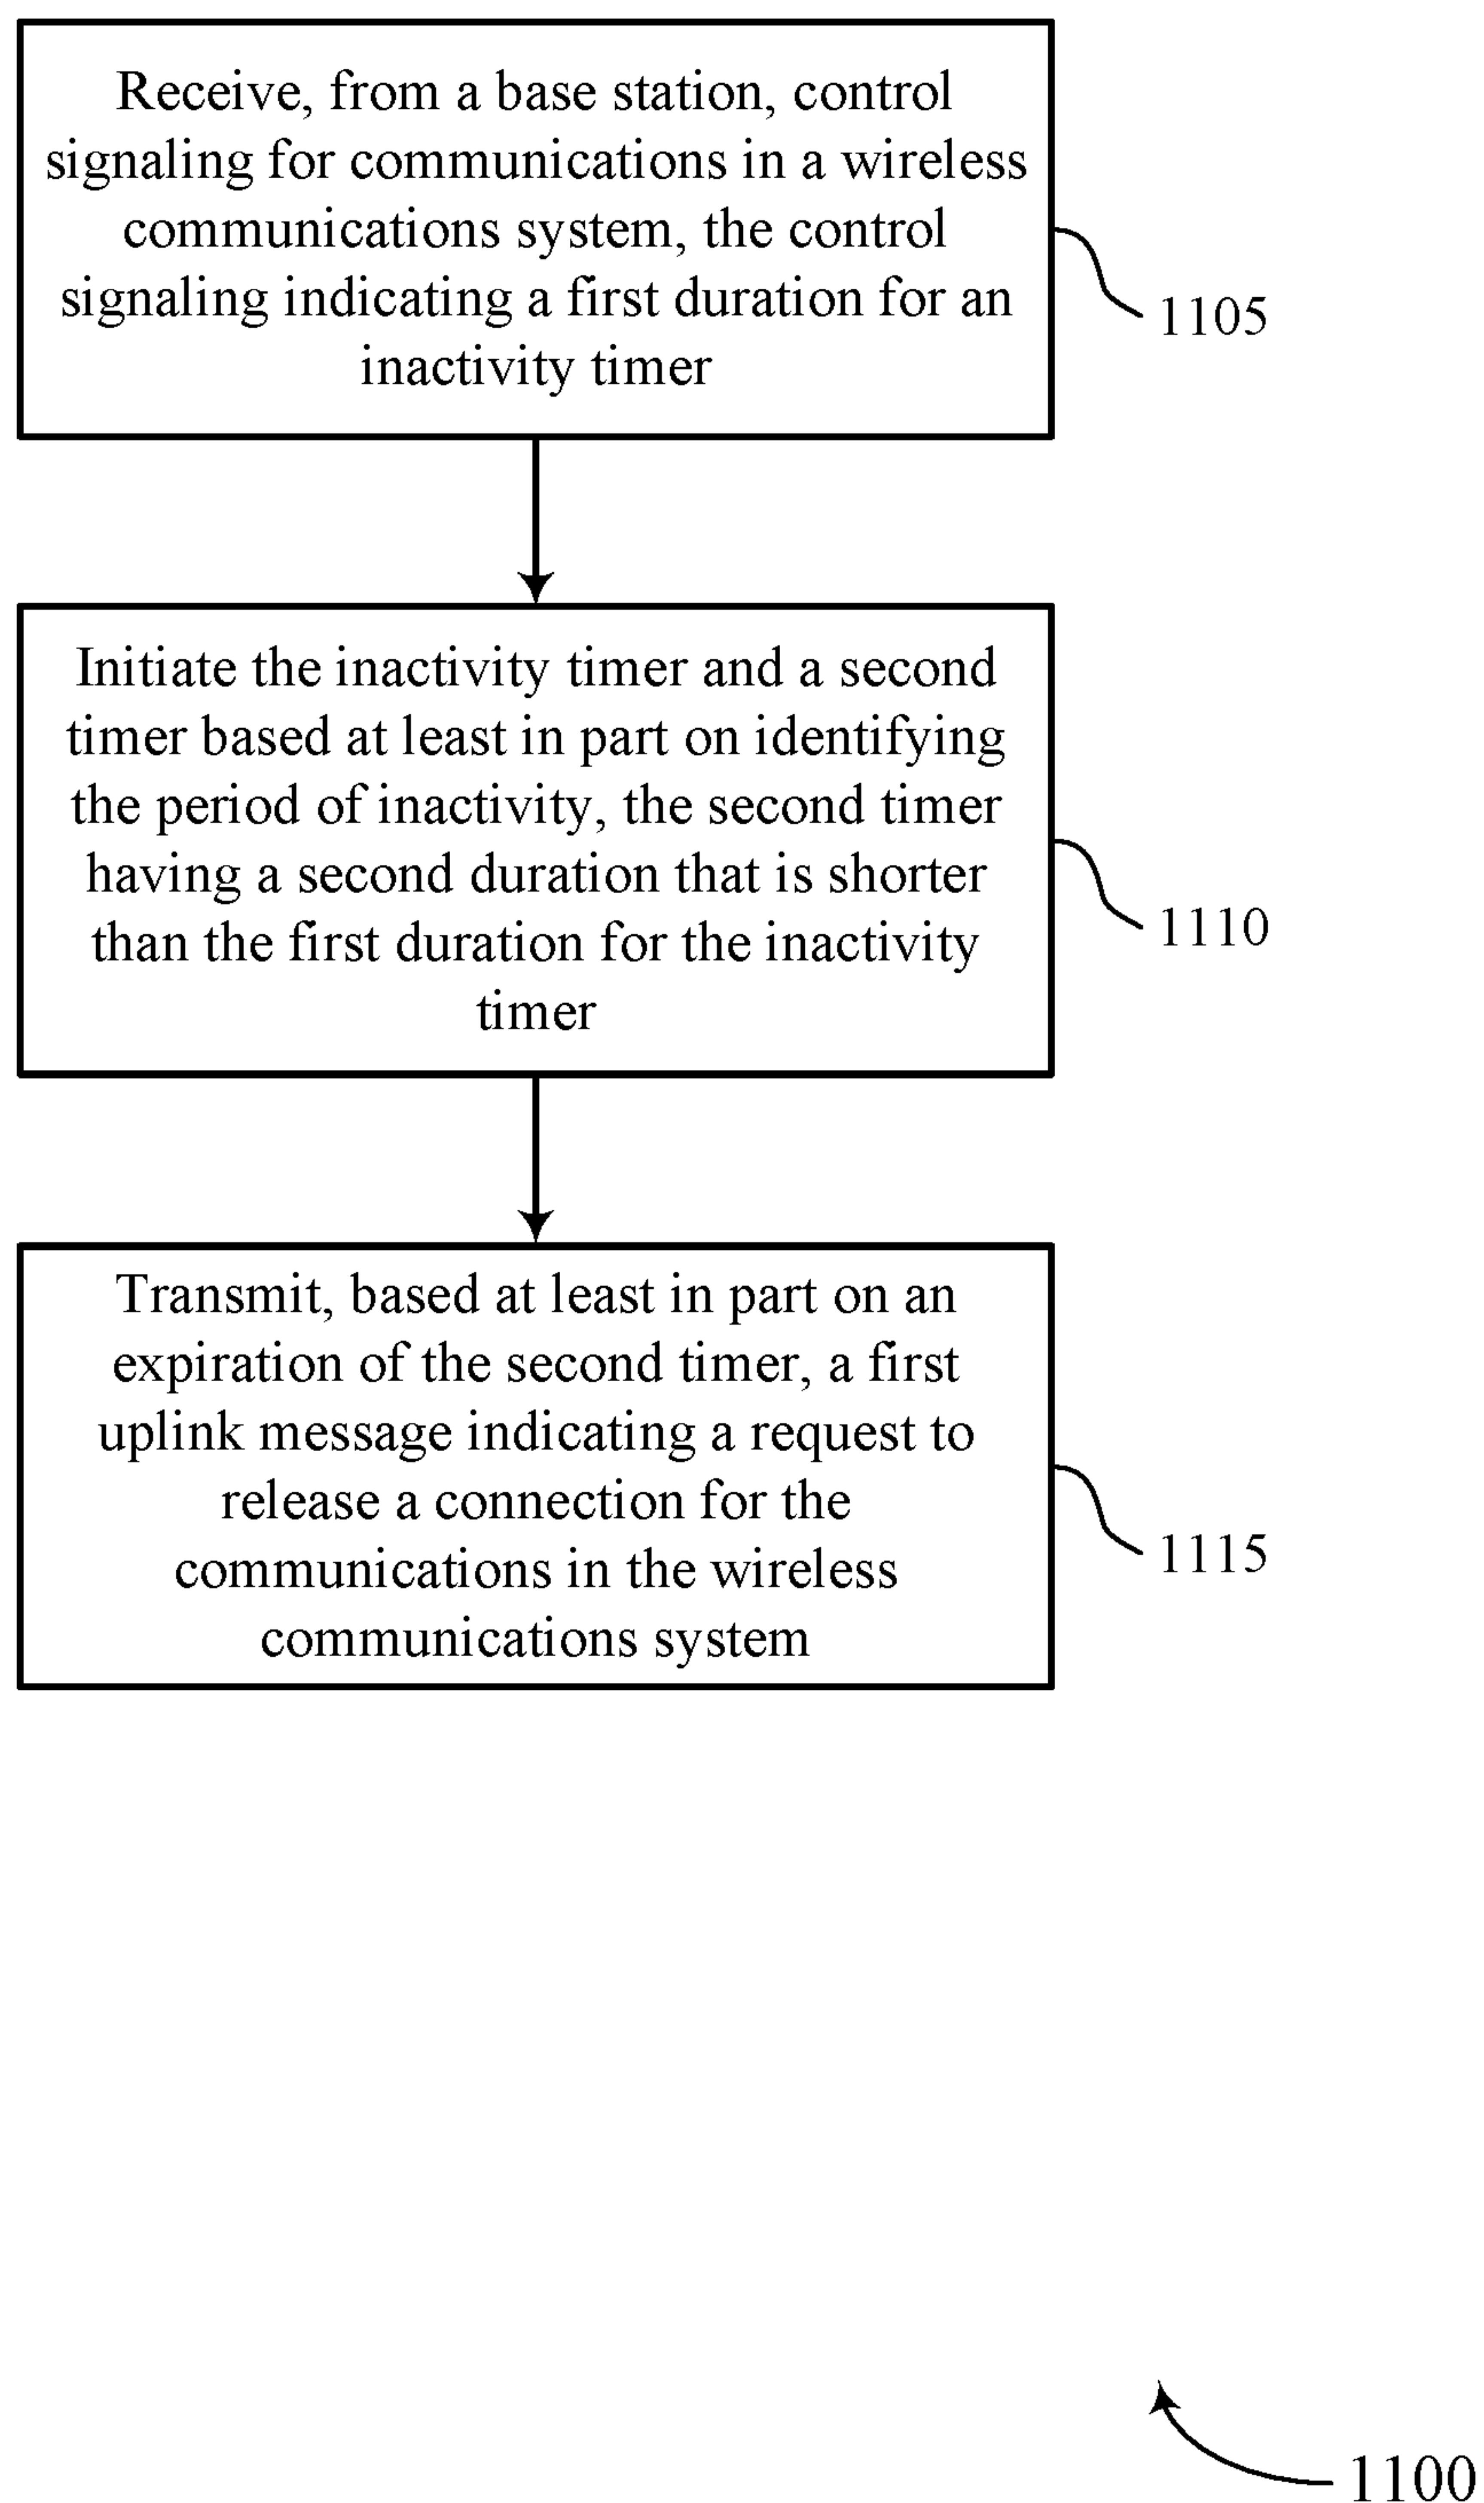 Receive, from a base station, control
signaling for communications in a wireless
communications system, the control
signaling indicating a first duration for an
inactivity timer
1105
Initiate the inactivity timer and a second
timer based at least in part on identifying
the period of inactivity, the second timer
having a second duration that is shorter
than the first duration for the inactivity
timer
1110
Transmit, based at least in part on an
expiration of the second timer, a first
uplink message indicating a request to
release a connection for the
communications in the wireless
communications system
1115
1100